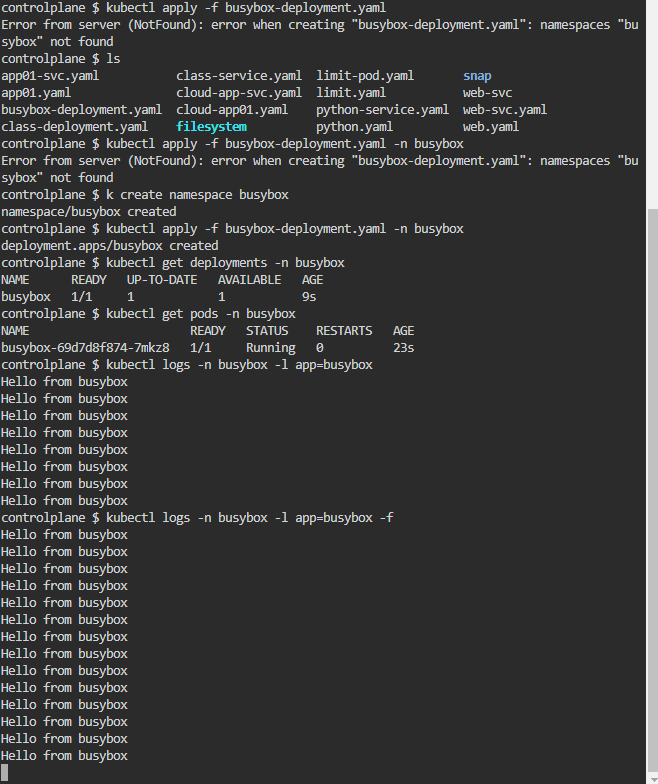 controlplane $ kubectl apply -f busybox-deployment.yaml
Error from server (NotFound): error when creating "busybox-deployment.yaml": namespaces "bu
sybox" not found
controlplane $ ls
app01-svc.yaml           class-service.yaml  limit-pod.yaml       snap
app01.yaml               cloud-app-svc.yaml  limit.yaml           web-svc
busybox-deployment.yaml  cloud-app01.yaml    python-service.yaml  web-svc.yaml
class-deployment.yaml    filesystem          python.yaml          web.yaml
controlplane $ kubectl apply -f busybox-deployment.yaml -n busybox
Error from server (NotFound): error when creating "busybox-deployment.yaml": namespaces "bu
sybox" not found
controlplane $ k create namespace busybox
namespace/busybox created
controlplane $ kubectl apply -f busybox-deployment.yaml -n busybox
deployment.apps/busybox created
controlplane $ kubectl get deployments -n busybox
NAME      READY   UP-TO-DATE   AVAILABLE   AGE
busybox   1/1     1            1           9s
controlplane $ kubectl get pods -n busybox
NAME                       READY   STATUS    RESTARTS   AGE
busybox-69d7d8f874-7mkz8   1/1     Running   0          23s
controlplane $ kubectl logs -n busybox -l app=busybox
Hello from busybox
Hello from busybox
Hello from busybox
Hello from busybox
Hello from busybox
Hello from busybox
Hello from busybox
Hello from busybox
controlplane $ kubectl logs -n busybox -l app=busybox -f
Hello from busybox
Hello from busybox
Hello from busybox
Hello from busybox
Hello from busybox
Hello from busybox
Hello from busybox
Hello from busybox
Hello from busybox
Hello from busybox
Hello from busybox
Hello from busybox
Hello from busybox
Hello from busybox